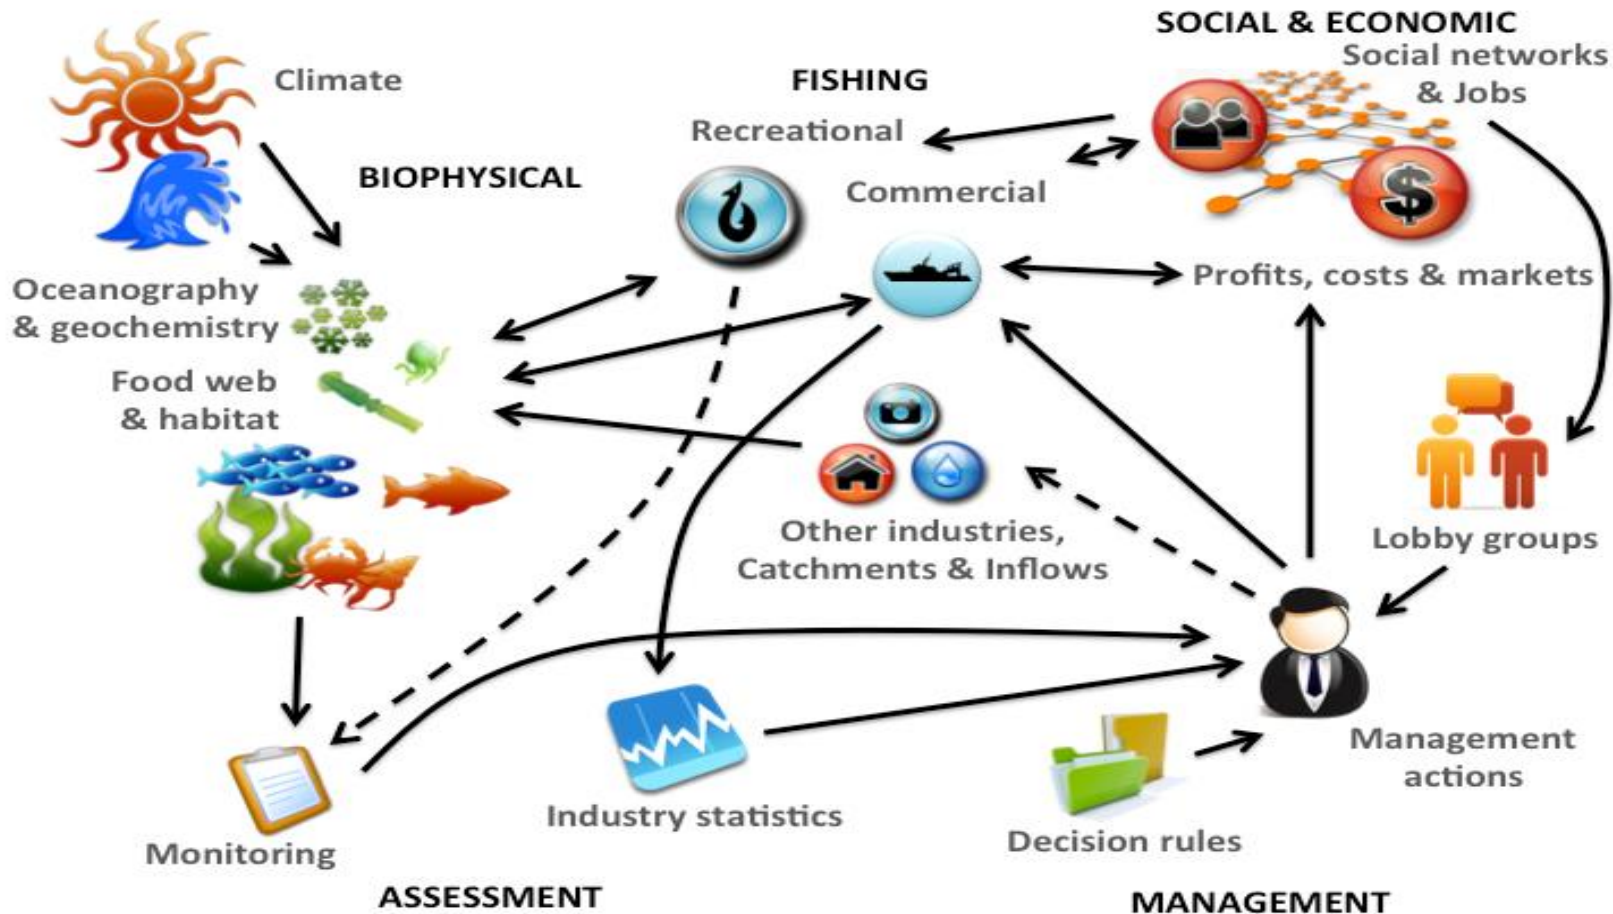 SOCIAL & ECONOMIC
Social networks
& Jobs
Climate
FISHING
Recreational
BIOPHYSICAL
Commercial
$
Profits, costs & markets
Oceanography
& geochemistry
Food web
& habitat
Other industries,
Catchments & Inflows
Lobby groups
Management
actions
Industry statistics
Decision rules
Monitoring
ASSESSMENT
MANAGEMENT